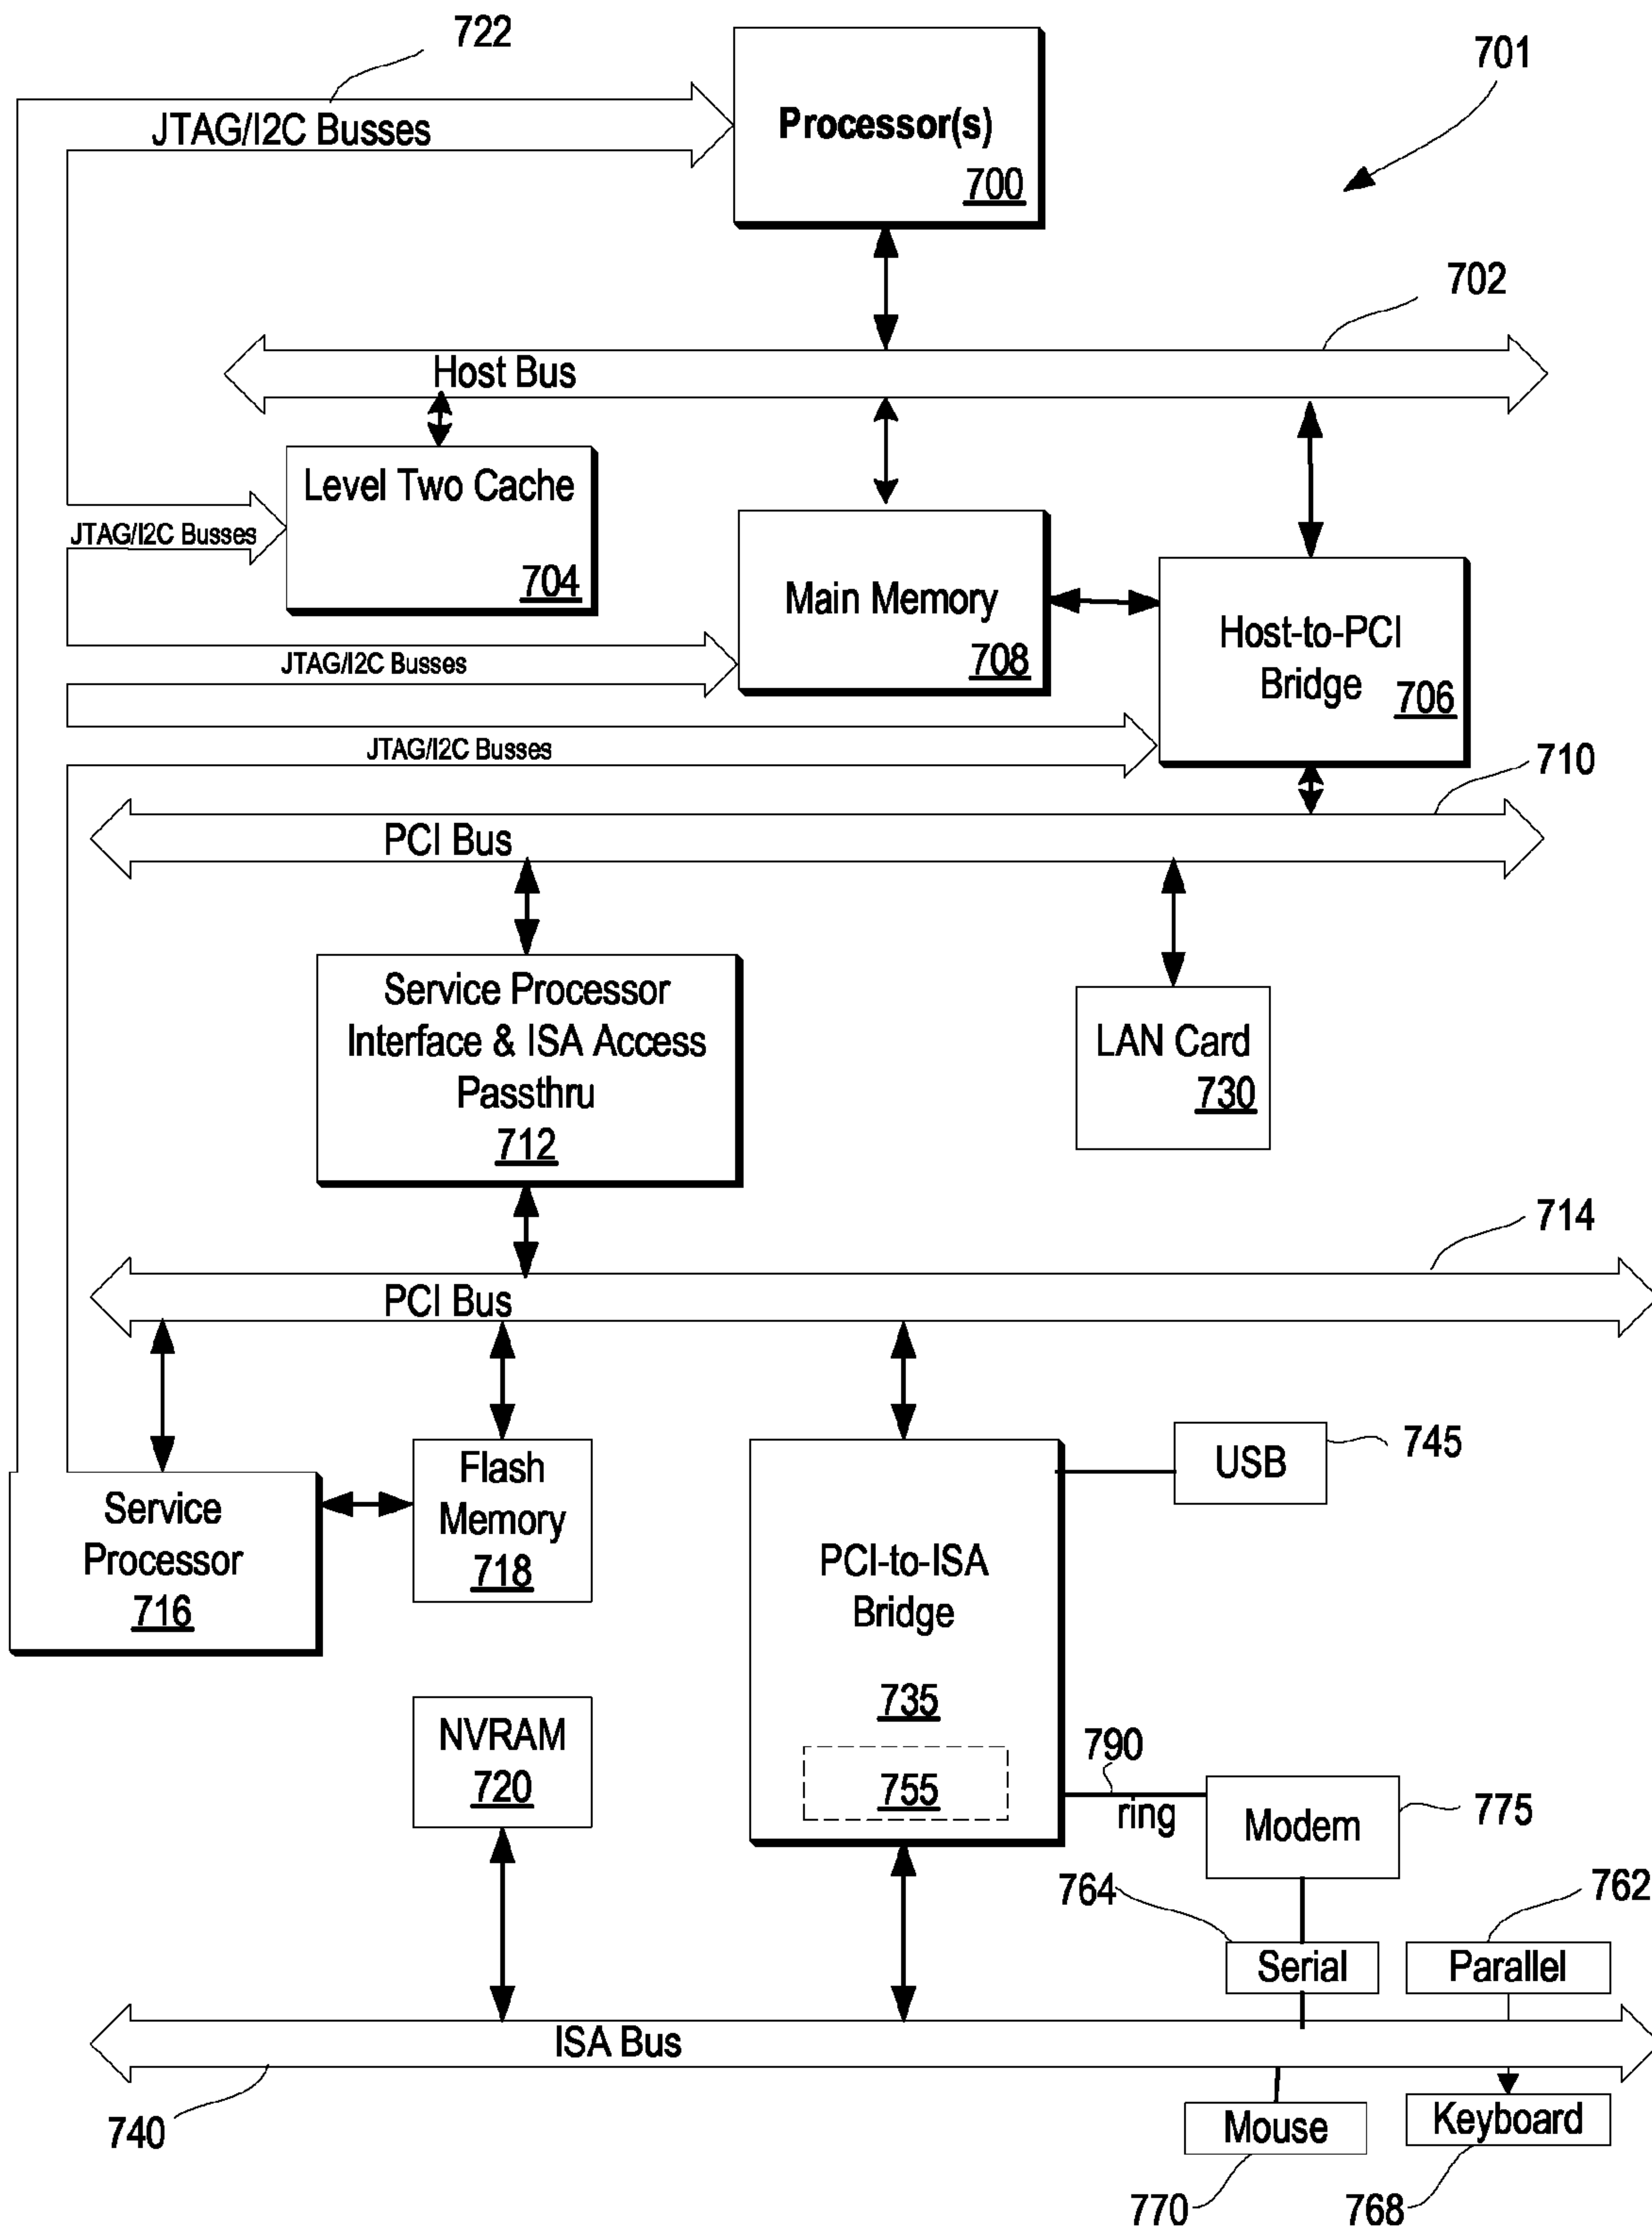 722
701
JTAG/I2C Busses
Processor(s)
700
702
Host Bus
Level Two Cache
704
JTAG/I2C Busses
Main Memory
708
Host-to-PCI
Bridge
706
JTAG/I2C Busses
JTAG/I2C Busses
710
PCI Bus
Service Processor
Interface & ISA Access
Passthru
712
LAN Card
730
714
PCI Bus
Service
Processor
716
Flash
Memory
718
USB
745
PCI-to-ISA
Bridge
735
755
NVRAM
720
790
ring
Modem
775
764
762
Serial
Parallel
ISA Bus
740
Mouse
Keyboard
770
768